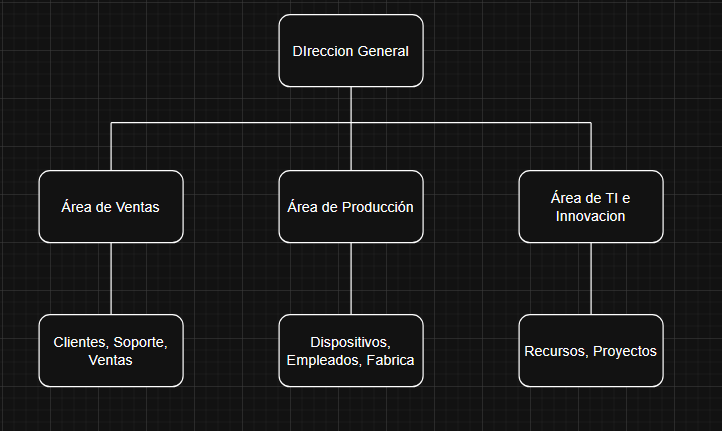 DIreccion General
Área de Ventas
Área de Producción
Área de TI e
Innovacion
Clientes, Soporte,
Ventas
Dispositivos,
Empleados, Fabrica
Recursos, Proyectos